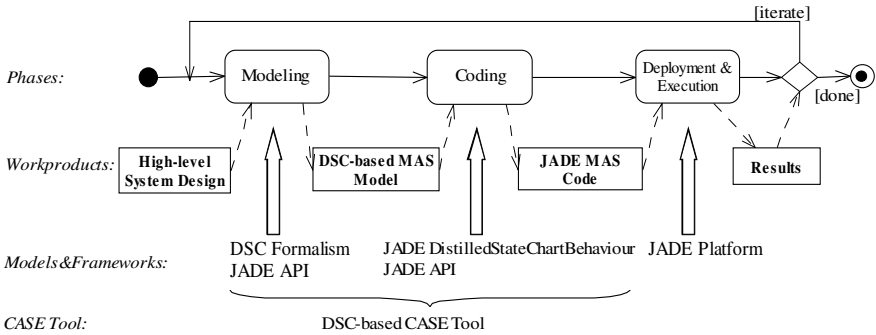 [iterate]
Phases:
Modeling
Coding
Deployment &
Execution
[done]
Workproducts:
High-level
System Design
DSC-based MAS
Model
JADE MAS
Code
Results
Models&Frameworks:
DSC Formalism
JADE API
JADE DistilledStateChartBehaviour
JADE API
JADE Platform
CASE Tool:
DSC-based CASE Tool